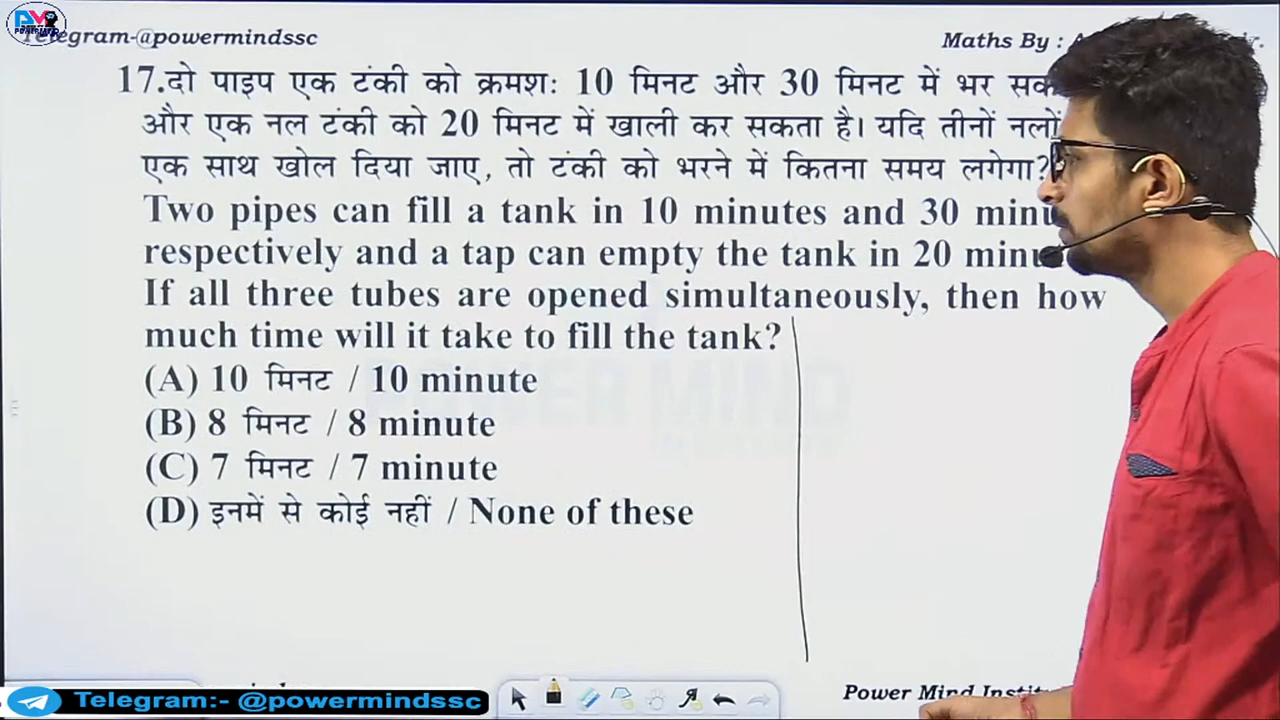 Telegram-@powermindssc
Maths By :
17.दो पाइप एक टंकी को क्रमशः 10 मिनट और 30 मिनट में भर
और एक नल टंकी को 20 मिनट में खाली कर सकता है। यदि तीनों नलों
एक साथ खोल दिया जाए, तो टंकी को भरने में कितना समय लगेगा?
Two pipes can fill a tank in 10 minutes and 30
respectively and a tap can empty the tank in 20
If all three tubes are opened simultaneously, then how
much time will it take to fill the tank?
(A) 10 मिनट / 10 minute
(B) 8 मिनट / 8 minute
(C) 7 मिनट / 7 minute
(D) इनमें से कोई नहीं / None of these
POWER MIND
Telegram:- @powermindssc
Power Mind